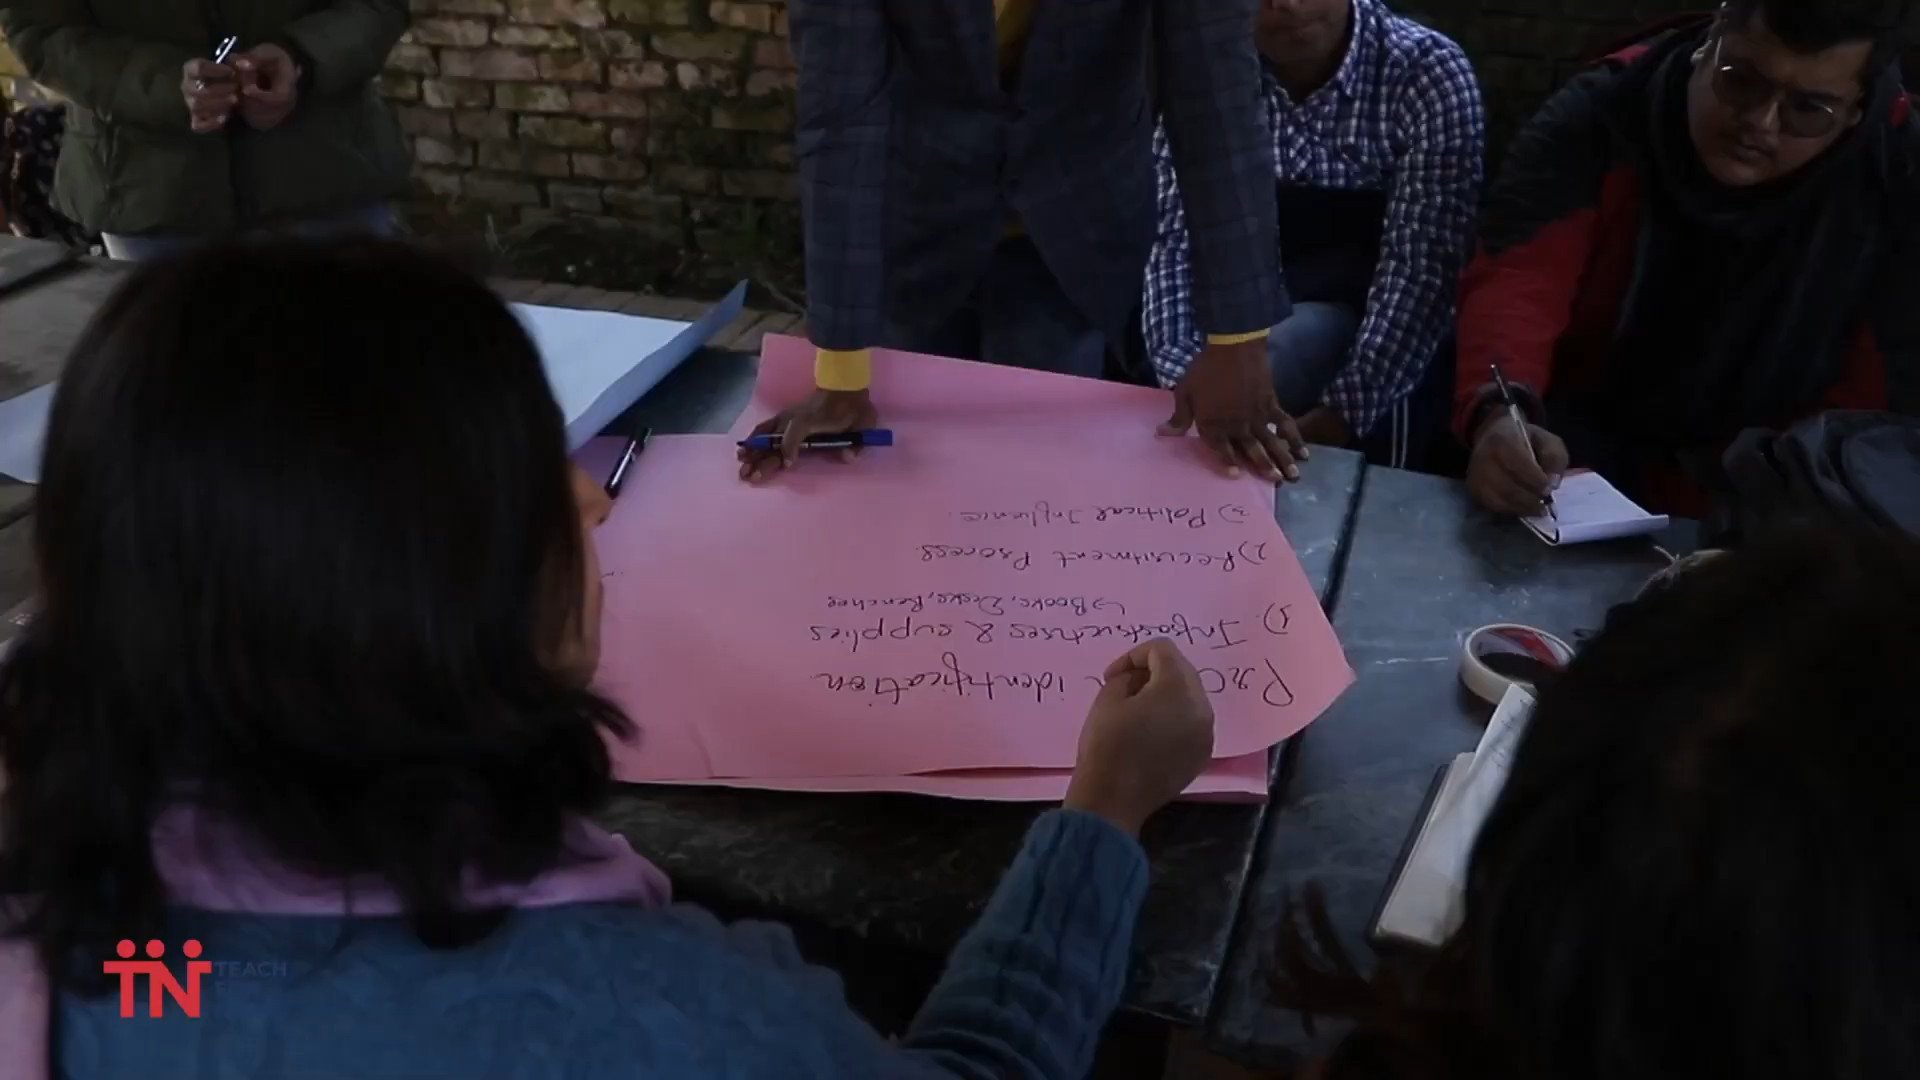 identification
1). Infrastructures & supplies
↳ Books, Desks, Benches
2) Recruitment Process
3) Political Influence.
TN
TEACH